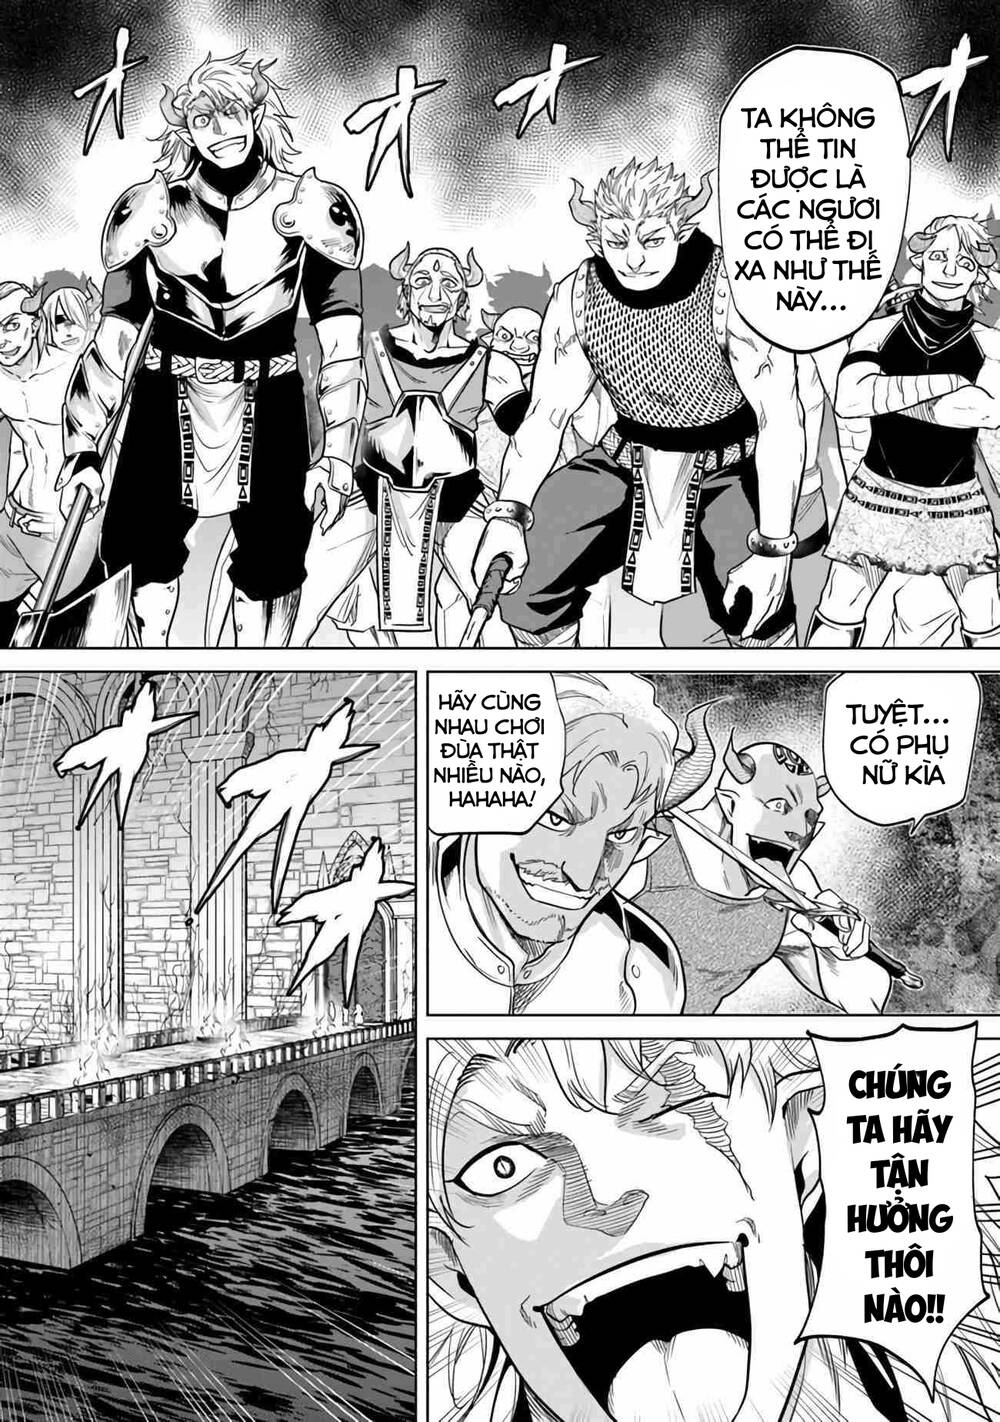 TA KHÔNG
THỂ TIN
ĐƯỢC LÀ
CÁC NGƯƠI
CÓ THỂ ĐI
XA NHƯ THẾ
NÀY...
TUYỆT...
CÓ PHỤ
NỮ KÌA
HÃY CÙNG
NHAU CHƠI
ĐÙA THẬT
NHIỀU NÀO,
HAHAHA!
CHÚNG
TA HÃY
TẬN
HƯỞNG
THÔI
NÀO!!